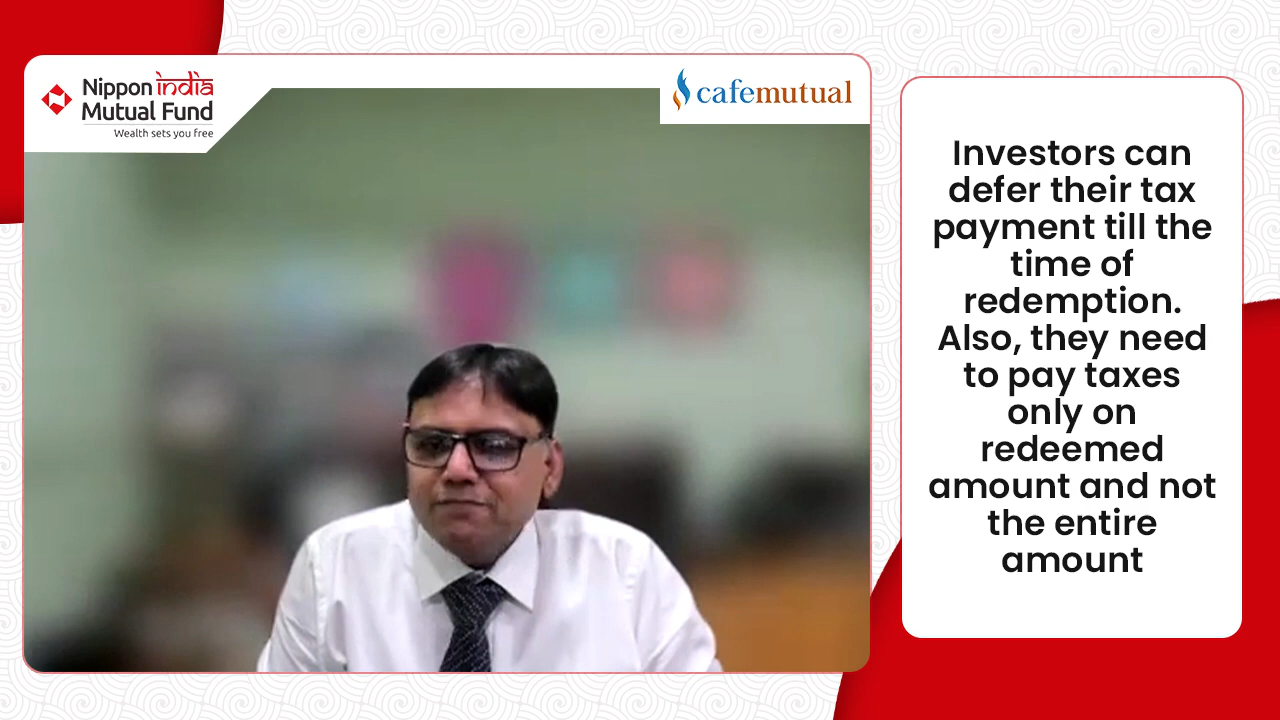 Nippon india
Mutual Fund
Wealth sets you free
cafemutual
Investors can
defer their tax
payment till the
time of
redemption.
Also, they need
to pay taxes
only on
redeemed
amount and not
the entire
amount